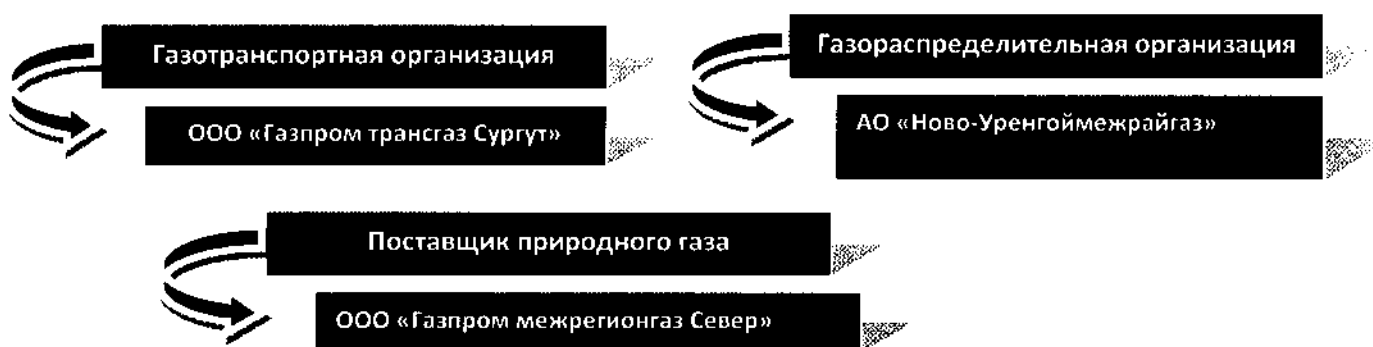 Газотранспортная организация
ООО «Газпром трансгаз Сургут»
Газораспределительная организация
АО «Ново-Уренгоймежрайгаз»
Поставщик природного газа
ООО «Газпром межрегионгаз Север»